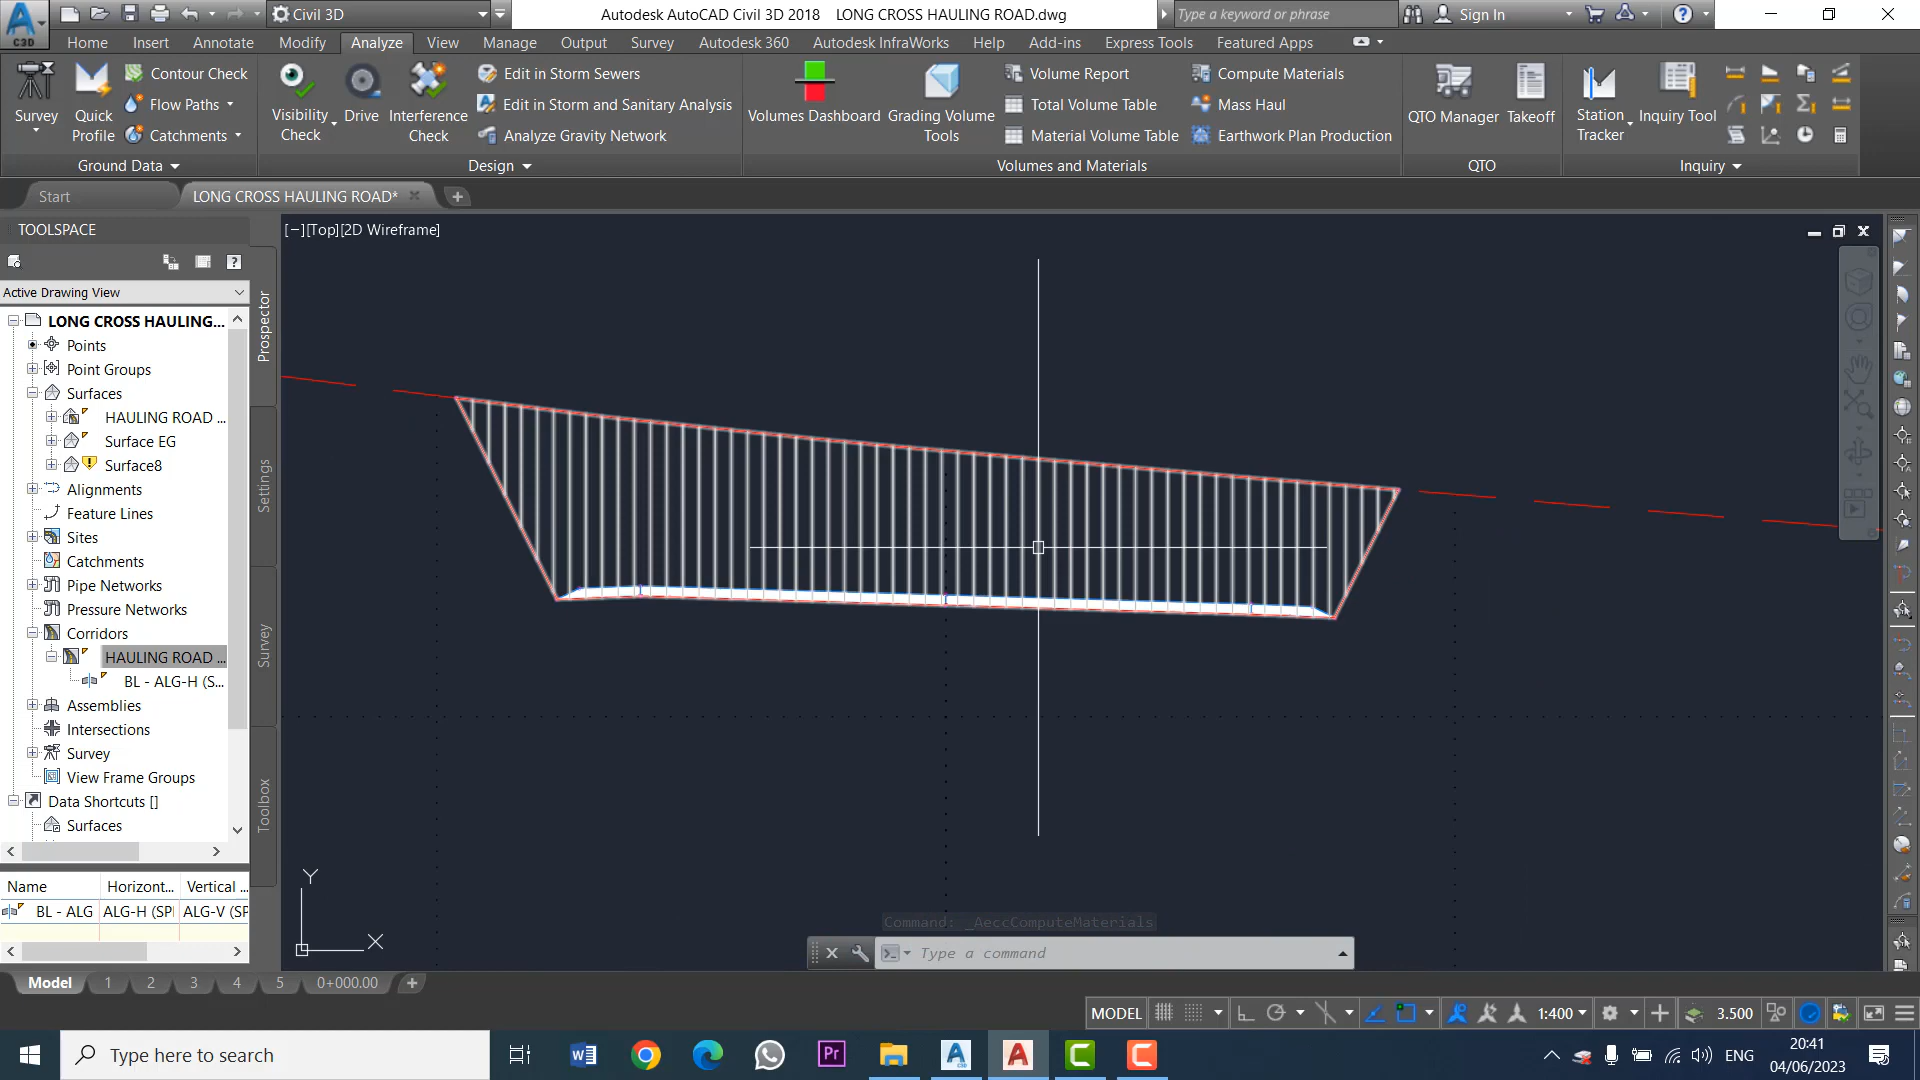 C3D
Civil 3D
Autodesk AutoCAD Civil 3D 2018 LONG CROSS HAULING ROAD.dwg
Type a keyword or phrase
Sign In
Home Insert Annotate Modify Analyze View Manage Output Survey Autodesk 360 Autodesk InfraWorks Help Add-ins Express Tools Featured Apps
Survey
Quick Profile
Contour Check
Flow Paths
Catchments
Ground Data
Visibility Check
Drive
Interference Check
Edit in Storm Sewers
Edit in Storm and Sanitary Analysis
Analyze Gravity Network
Design
Volumes Dashboard
Grading Volume Tools
Volume Report
Total Volume Table
Material Volume Table
Compute Materials
Mass Haul
Earthwork Plan Production
Volumes and Materials
QTO Manager
Takeoff
QTO
Station Tracker
Inquiry Tool
Inquiry
Start
LONG CROSS HAULING ROAD*
TOOLSPACE
Active Drawing View
LONG CROSS HAULING...
Points
Point Groups
Surfaces
HAULING ROAD ...
Surface EG
Surface8
Alignments
Feature Lines
Sites
Catchments
Pipe Networks
Pressure Networks
Corridors
HAULING ROAD ...
BL - ALG-H (S...
Assemblies
Intersections
Survey
View Frame Groups
Data Shortcuts []
Surfaces
Prospector
Settings
Survey
Toolbox
Name Horizont... Vertical ...
BL - ALG ALG-H (SPI ALG-V (SP
[−][Top][2D Wireframe]
Y
X
Command: _AeccComputeMaterials
Type a command
Model 1 2 3 4 5 0+000.00
MODEL
1:400
3.500
Type here to search
Pr
ENG
20:41
04/06/2023